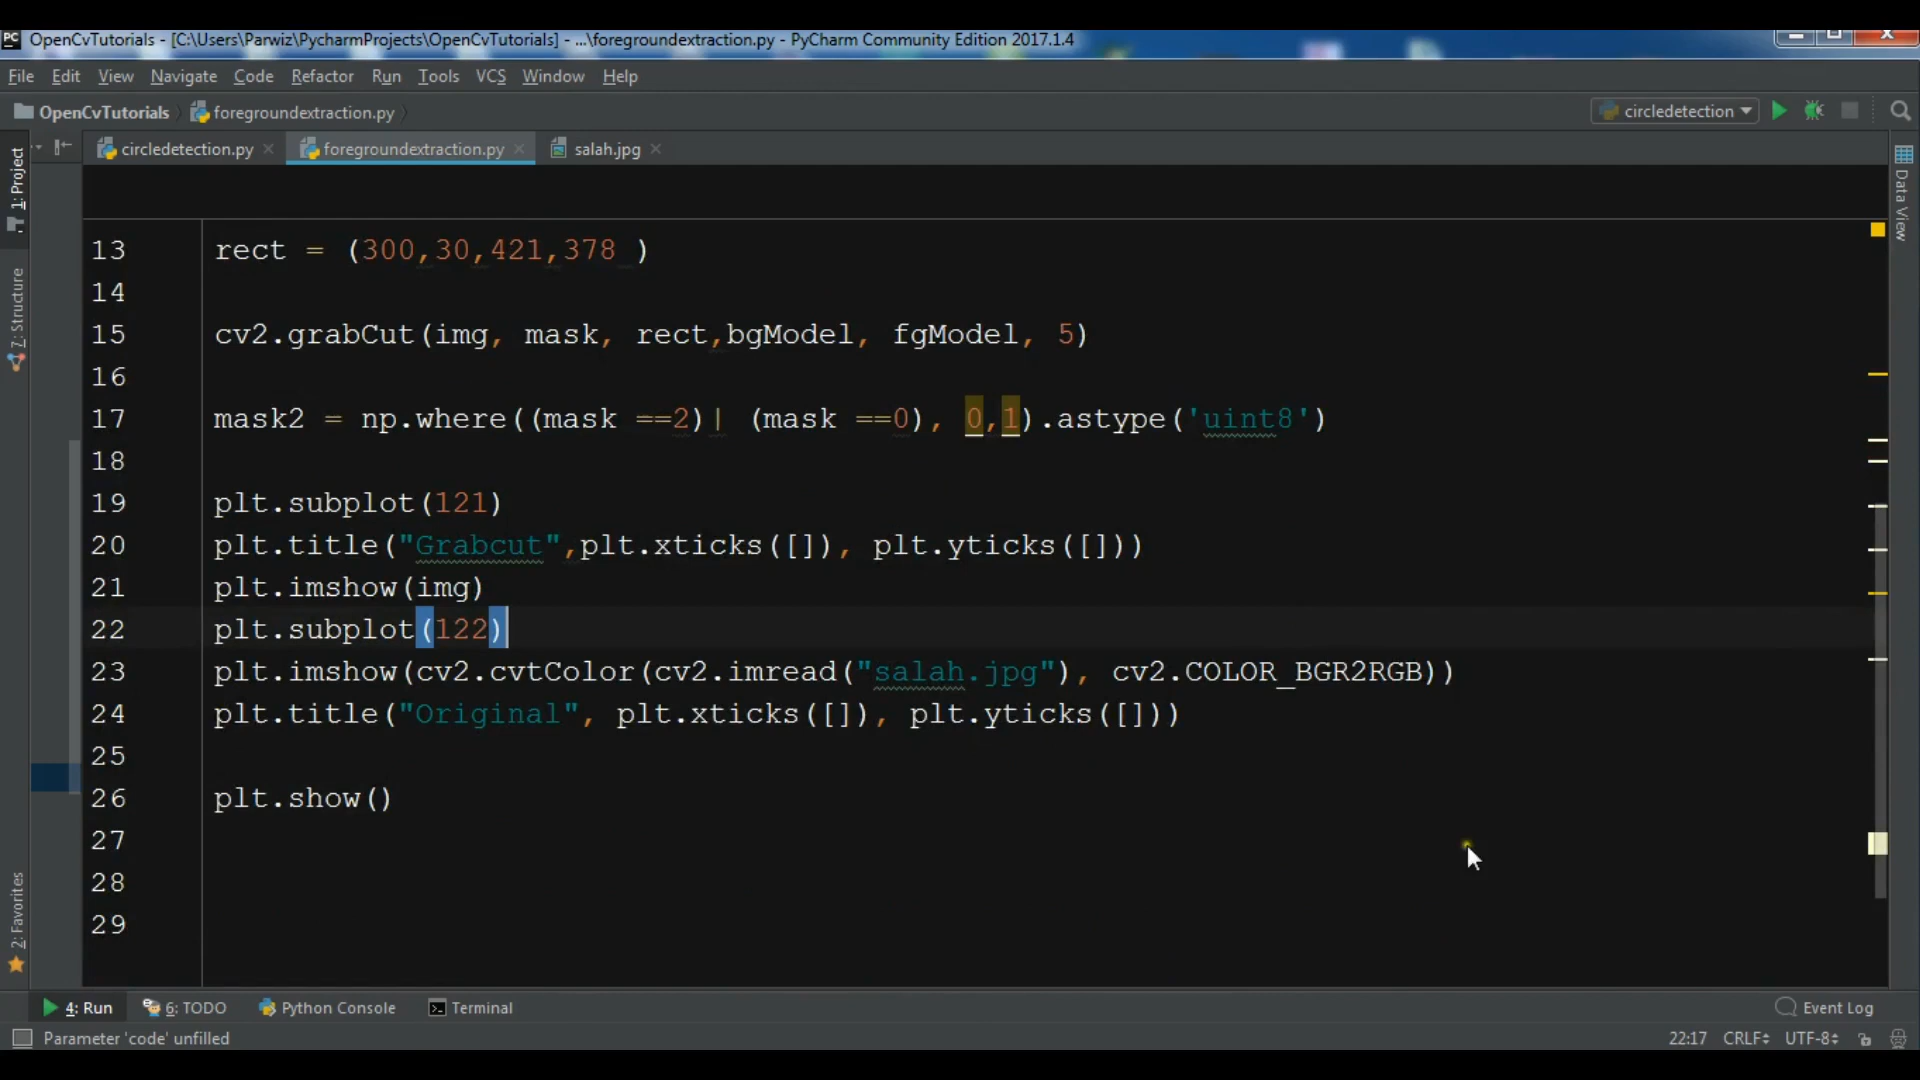 PC OpenCvTutorials - [C:\Users\Parwiz\PycharmProjects\OpenCvTutorials] - ...\foregroundextraction.py - PyCharm Community Edition 2017.1.4
File Edit View Navigate Code Refactor Run Tools VCS Window Help
OpenCvTutorials foregroundextraction.py circledetection
circledetection.py foregroundextraction.py salah.jpg
1: Project
7: Structure
2: Favorites
Data View
13 rect = (300,30,421,378 )
14
15 cv2.grabCut(img, mask, rect,bgModel, fgModel, 5)
16
17 mask2 = np.where((mask ==2)| (mask ==0), 0,1).astype('uint8')
18
19 plt.subplot(121)
20 plt.title("Grabcut",plt.xticks([]), plt.yticks([]))
21 plt.imshow(img)
22 plt.subplot(122)
23 plt.imshow(cv2.cvtColor(cv2.imread("salah.jpg"), cv2.COLOR_BGR2RGB))
24 plt.title("Original", plt.xticks([]), plt.yticks([]))
25
26 plt.show()
27
28
29
4: Run 6: TODO Python Console Terminal Event Log
Parameter 'code' unfilled 22:17 CRLF UTF-8